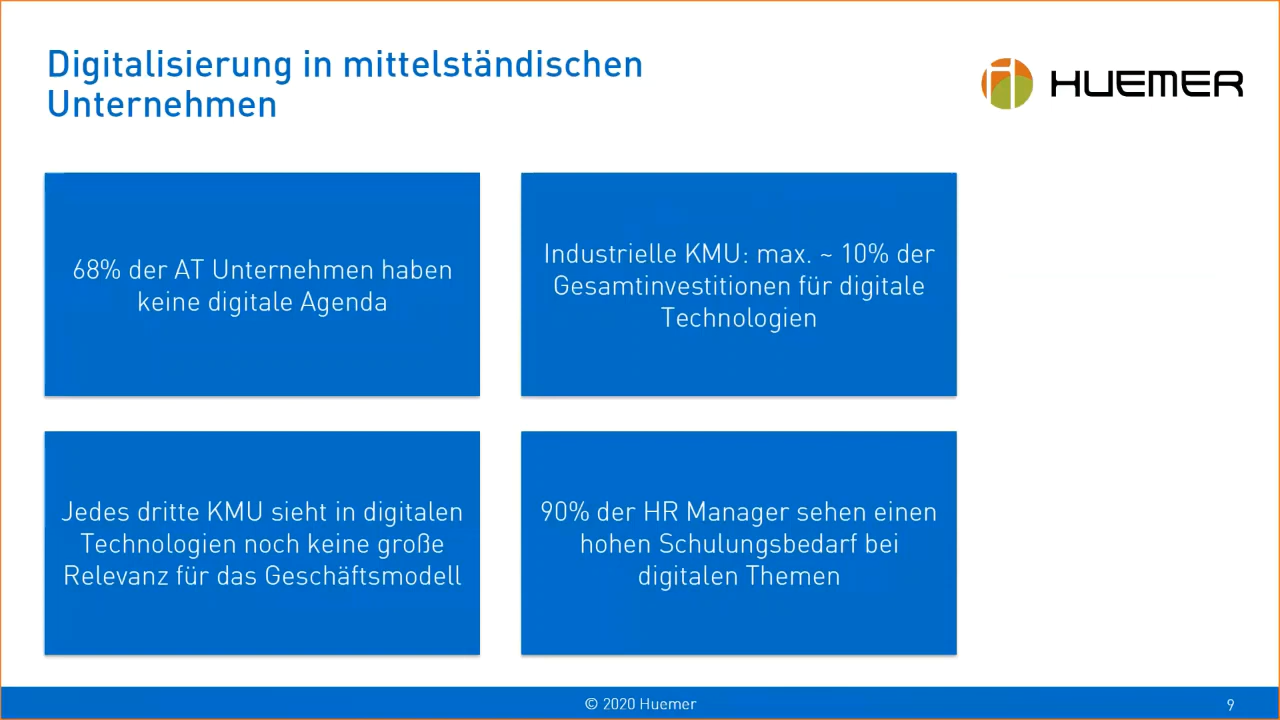 Digitalisierung in mittelständischen
Unternehmen
HUEMER
68% der AT Unternehmen haben
keine digitale Agenda
Industrielle KMU: max. ~ 10% der
Gesamtinvestitionen für digitale
Technologien
Jedes dritte KMU sieht in digitalen
Technologien noch keine große
Relevanz für das Geschäftsmodell
90% der HR Manager sehen einen
hohen Schulungsbedarf bei
digitalen Themen
© 2020 Huemer
9